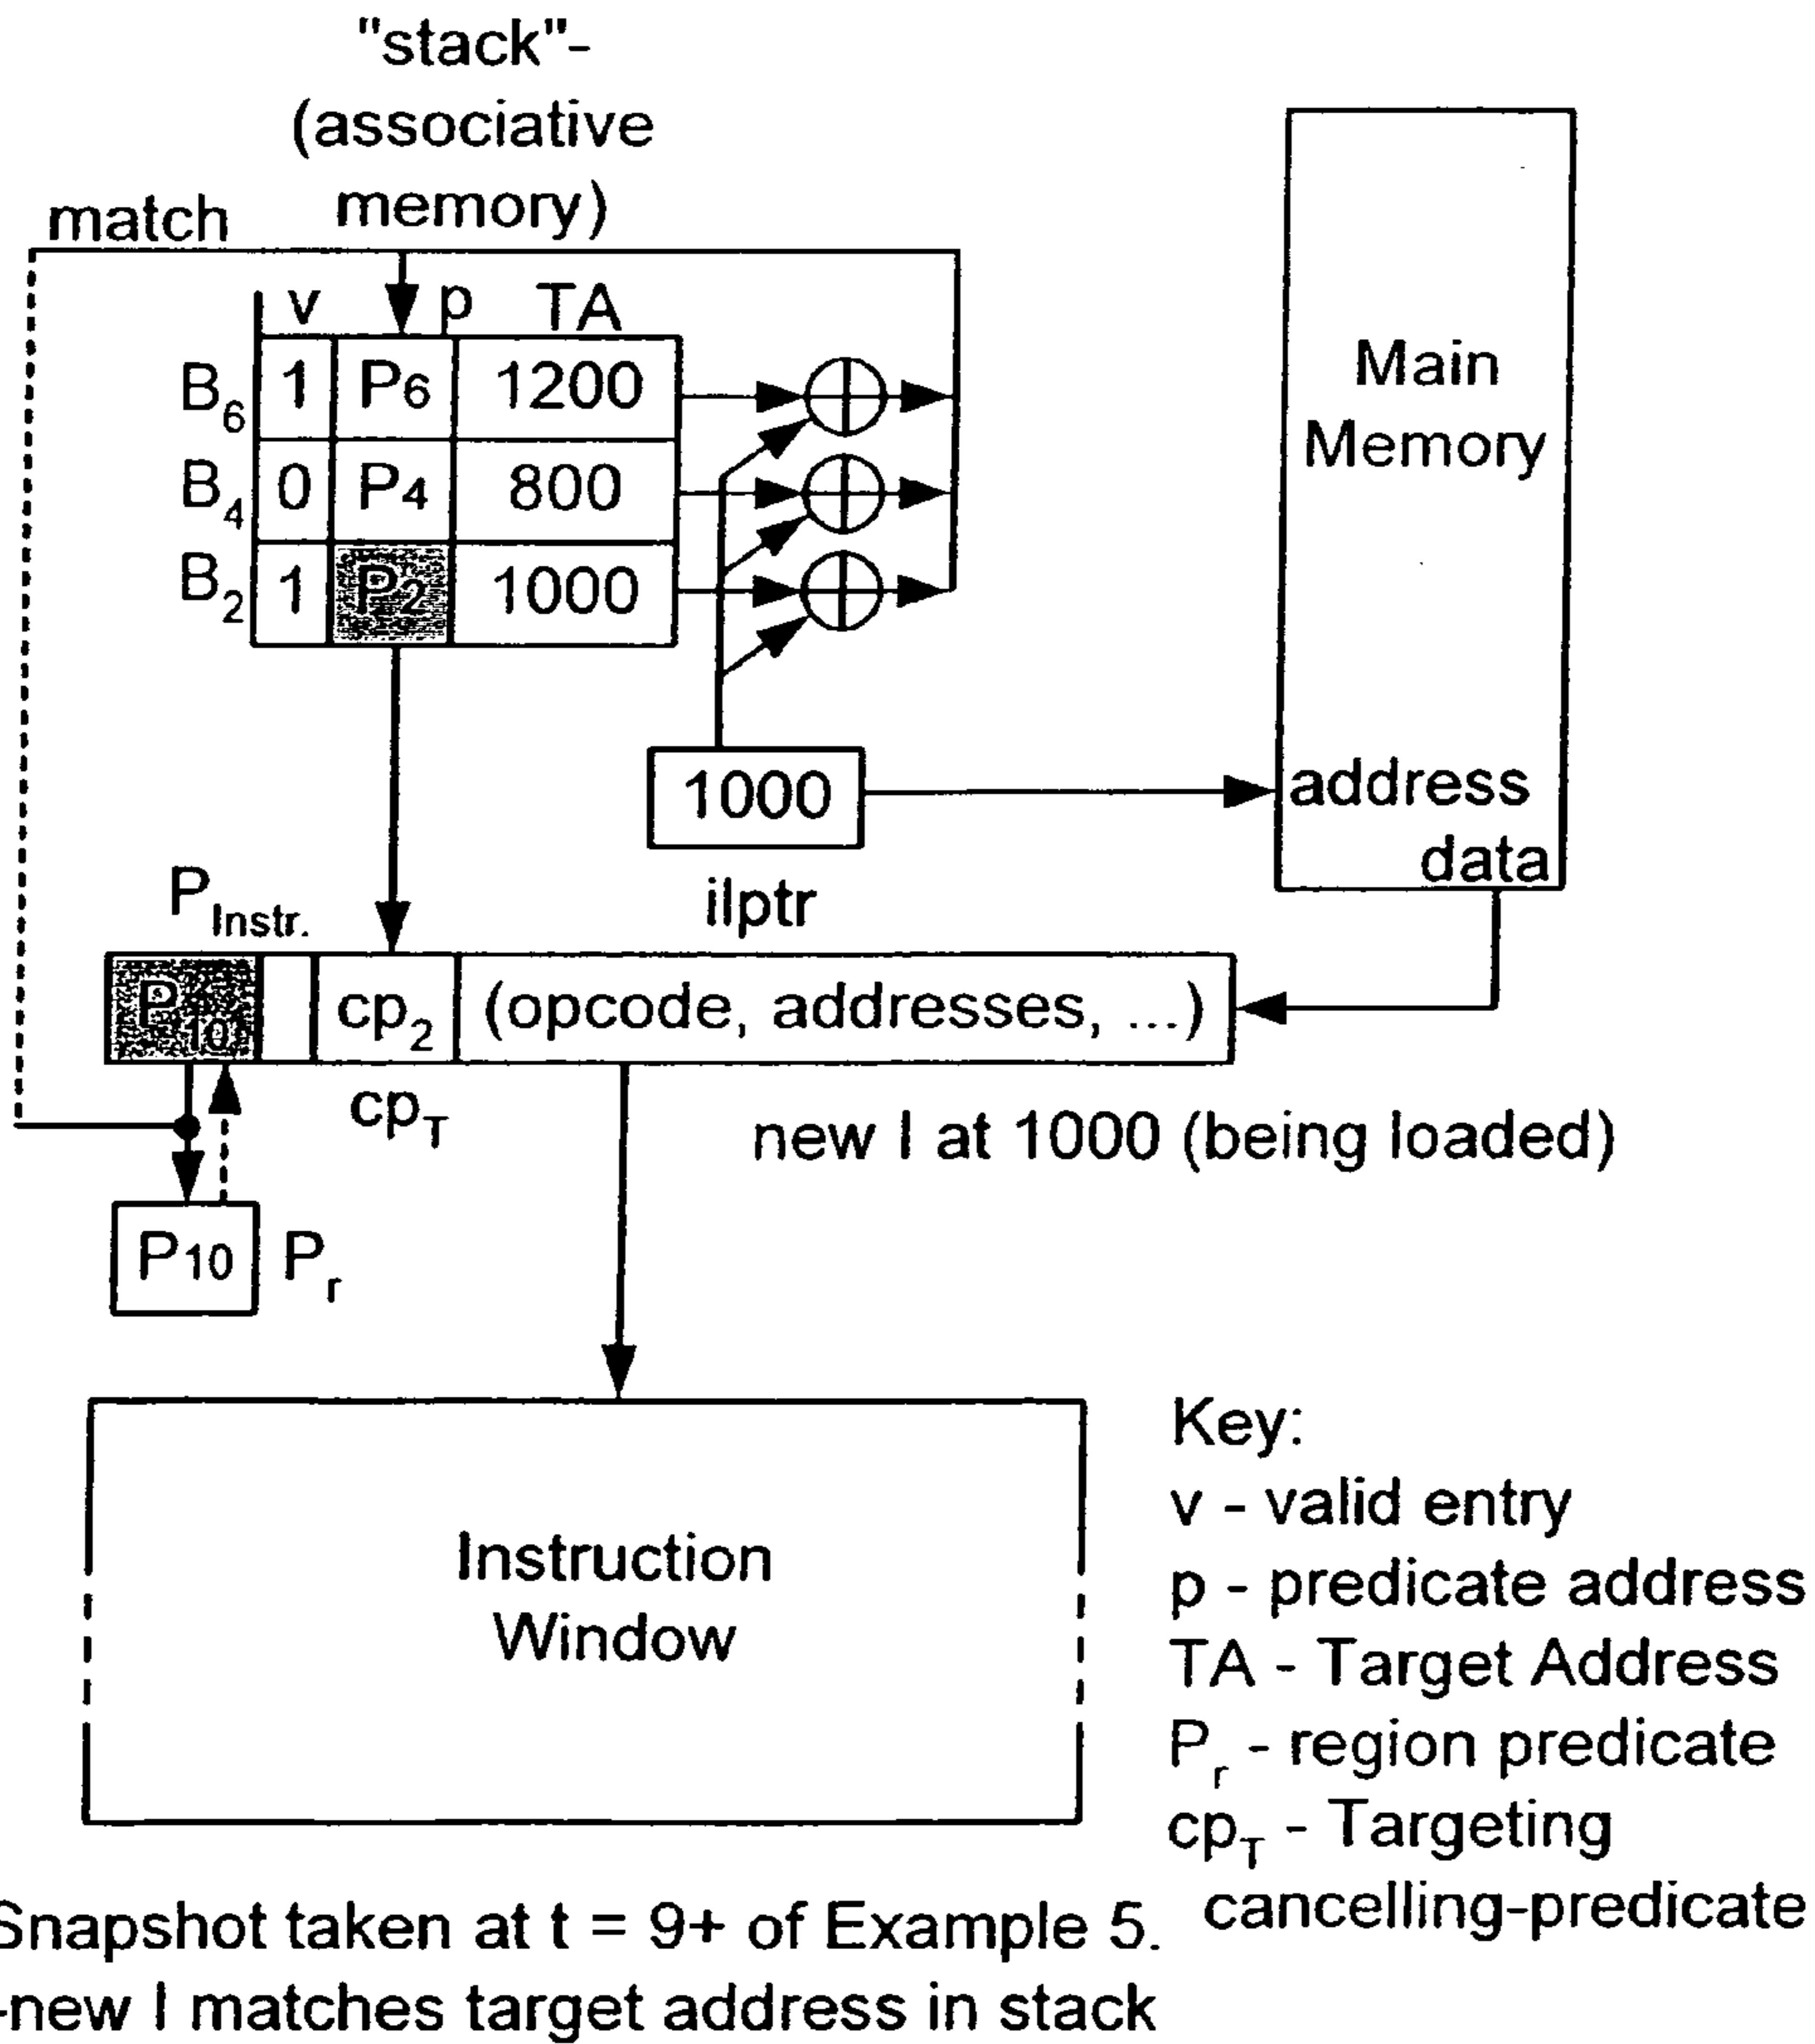 "stack"-
(associative
memory)
match
v p TA
B6 1 P6 1200
B4 0 P4 800
B2 1 P2 1000
Main
Memory
address
data
1000
ilptr
PInstr.
P10 cp2 (opcode, addresses, ...)
cpT
new I at 1000 (being loaded)
P10 Pr
Instruction
Window
Key:
v - valid entry
p - predicate address
TA - Target Address
Pr - region predicate
cpT - Targeting
cancelling-predicate
Snapshot taken at t = 9+ of Example 5.
-new I matches target address in stack